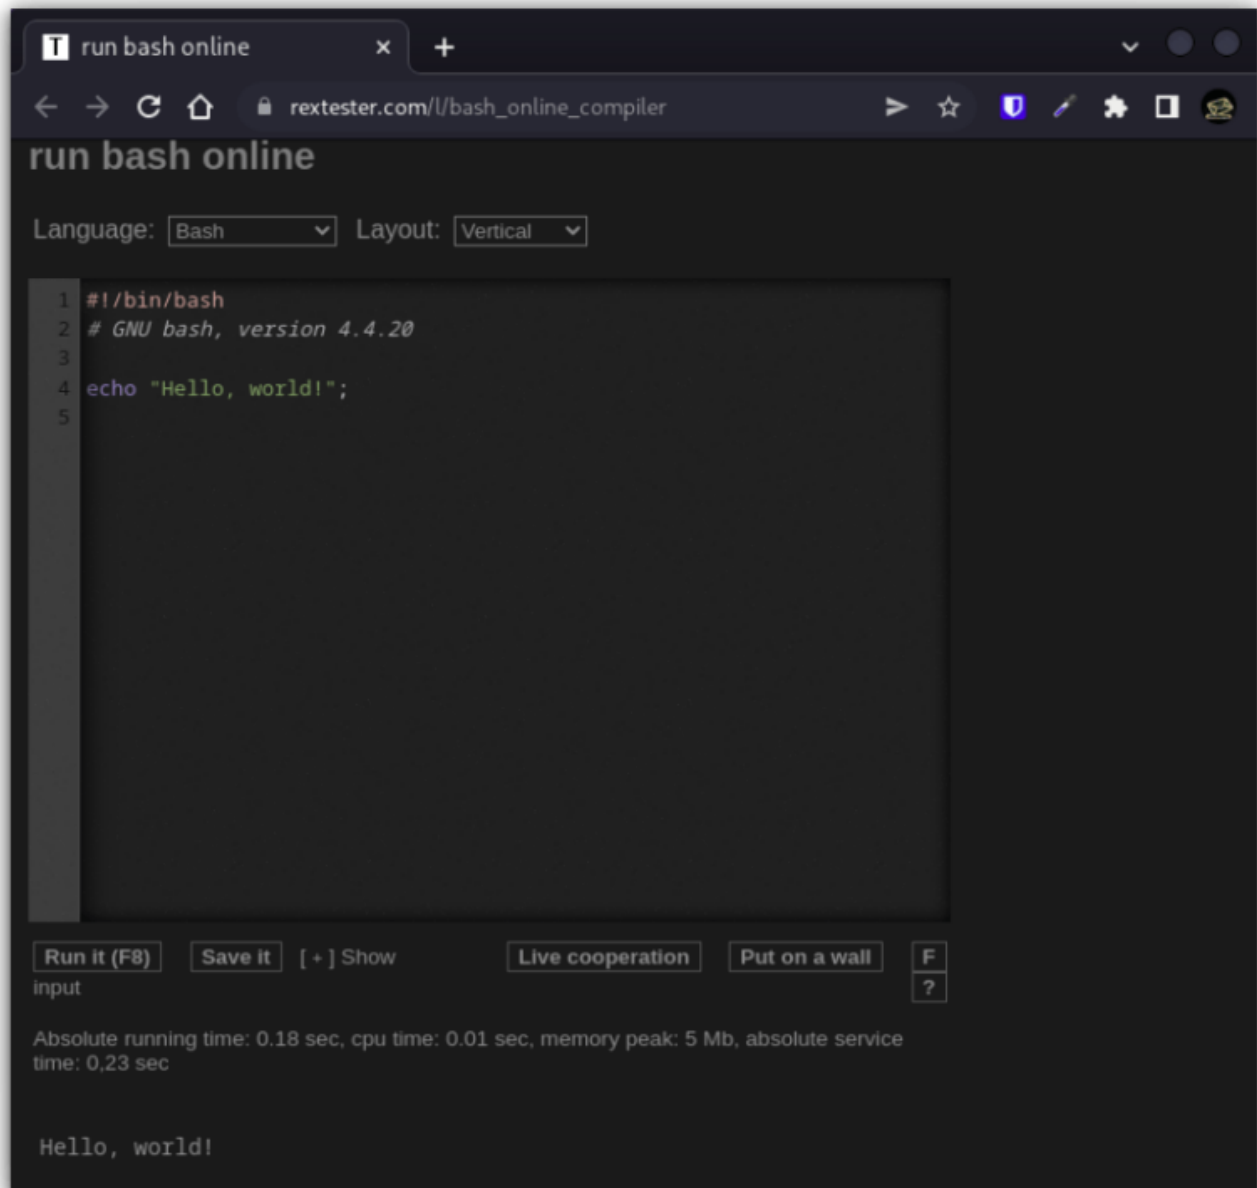 T run bash online
rextester.com/l/bash_online_compiler
run bash online
Language: Bash Layout: Vertical
1 #!/bin/bash
2 # GNU bash, version 4.4.20
3
4 echo "Hello, world!";
5
Run it (F8) Save it [ + ] Show Live cooperation Put on a wall F
input ?
Absolute running time: 0.18 sec, cpu time: 0.01 sec, memory peak: 5 Mb, absolute service
time: 0,23 sec
Hello, world!